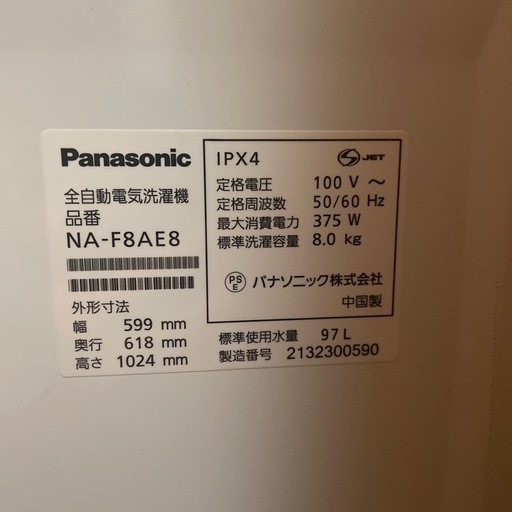 Panasonic
全自動電気洗濯機
品番
NA-F8AE8
外形寸法
幅 599 mm
奥行 618 mm
高さ 1024 mm
IPX4 S JET
定格電圧 100 V ～
定格周波数 50/60 Hz
最大消費電力 375 W
標準洗濯容量 8.0 kg
PS E パナソニック株式会社
中国製
標準使用水量 97 L
製造番号 2132300590